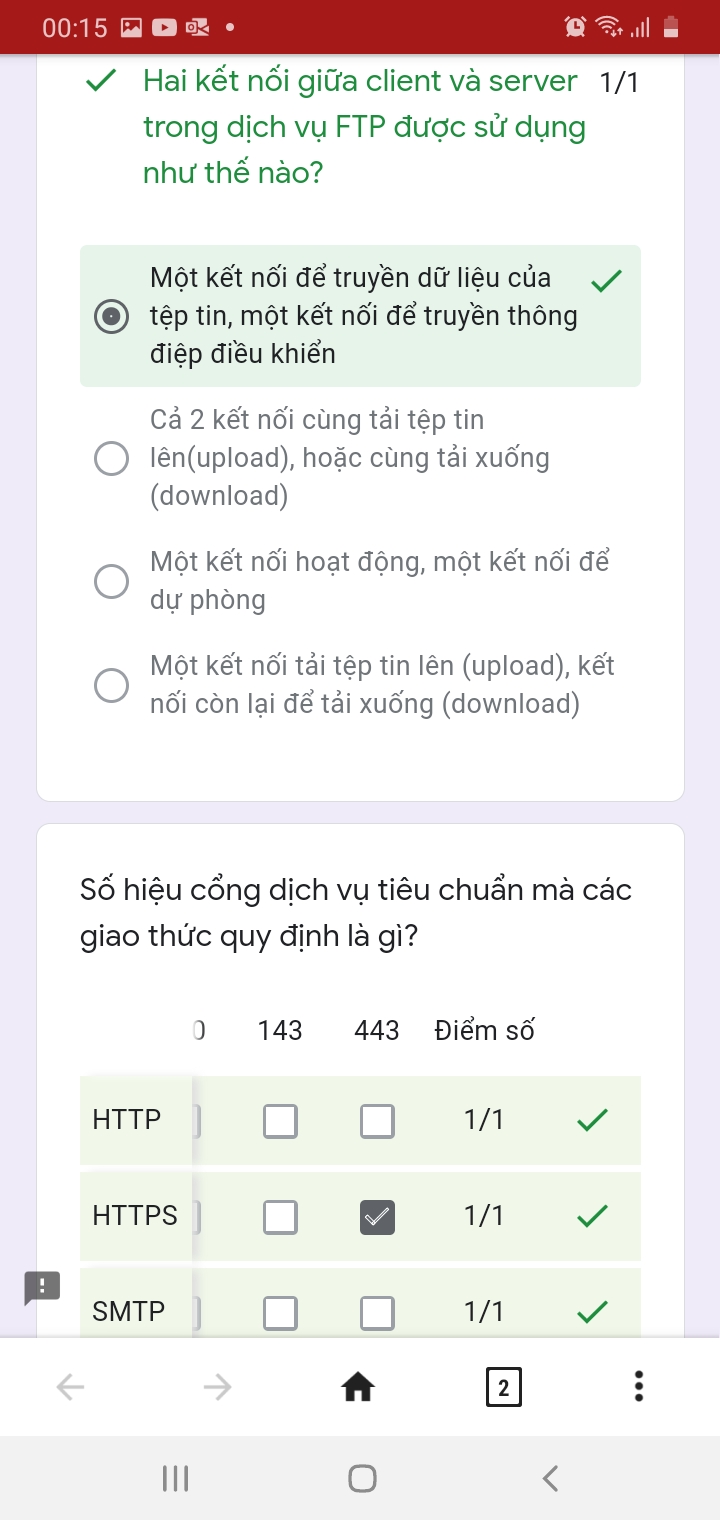 00:15
Hai kết nối giữa client và server 1/1
trong dịch vụ FTP được sử dụng
như thế nào?
Một kết nối để truyền dữ liệu của
tệp tin, một kết nối để truyền thông
điệp điều khiển
Cả 2 kết nối cùng tải tệp tin
lên(upload), hoặc cùng tải xuống
(download)
Một kết nối hoạt động, một kết nối để
dự phòng
Một kết nối tải tệp tin lên (upload), kết
nối còn lại để tải xuống (download)
Số hiệu cổng dịch vụ tiêu chuẩn mà các
giao thức quy định là gì?
0 143 443 Điểm số
HTTP 1/1
HTTPS 1/1
SMTP 1/1
2